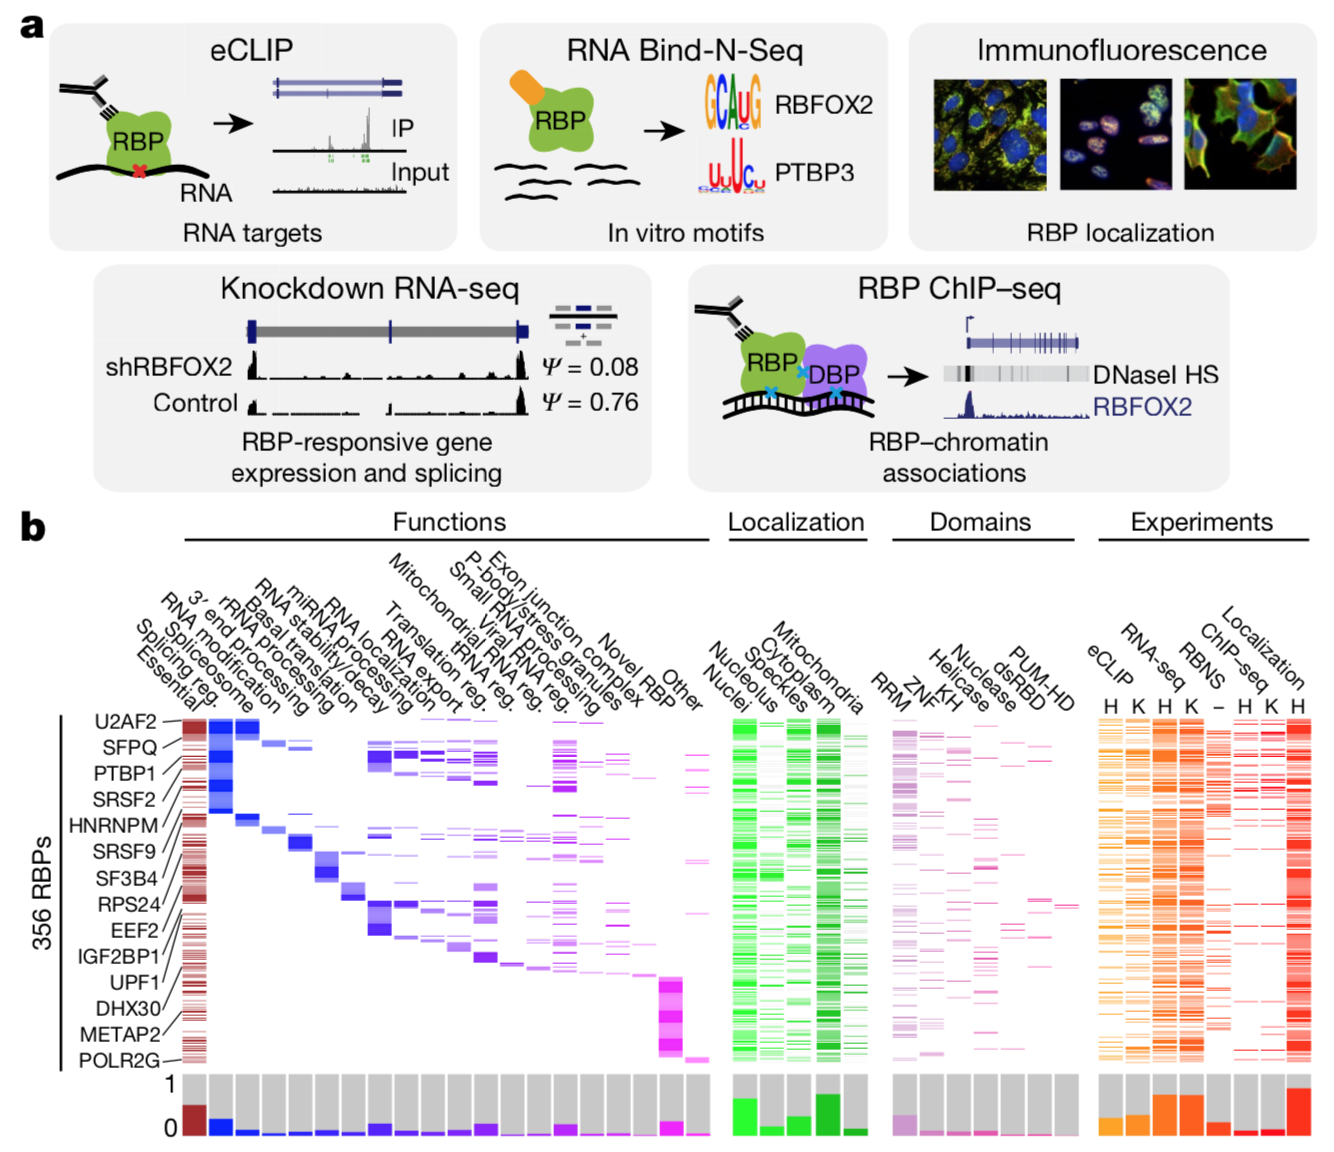 a
eCLIP
RBP
IP
Input
RNA
RNA targets
RNA Bind-N-Seq
RBP
GCAUG
RBFOX2
UUUCU
PTBP3
In vitro motifs
Immunofluorescence
RBP localization
Knockdown RNA-seq
shRBFOX2
Ψ = 0.08
Control
Ψ = 0.76
+
RBP-responsive gene
expression and splicing
RBP ChIP–seq
RBP
DBP
DNaseI HS
RBFOX2
RBP–chromatin
associations
b
Functions
Localization
Domains
Experiments
Essential
Splicing reg.
Spliceosome
RNA modification
3′ end processing
rRNA processing
Basal translation
RNA stability/decay
miRNA processing
RNA localization
RNA export
Translation reg.
tRNA reg.
Mitochondrial RNA reg.
Viral RNA reg.
Small RNA processing
P-body/stress granules
Exon junction complex
Novel RBP
Other
Nuclei
Nucleolus
Speckles
Cytoplasm
Mitochondria
RRM
ZNF
KH
Helicase
Nuclease
dsRBD
PUM-HD
eCLIP
RNA-seq
RBNS
ChIP–seq
Localization
H K H K – H K H
356 RBPs
U2AF2
SFPQ
PTBP1
SRSF2
HNRNPM
SRSF9
SF3B4
RPS24
EEF2
IGF2BP1
UPF1
DHX30
METAP2
POLR2G
1
0